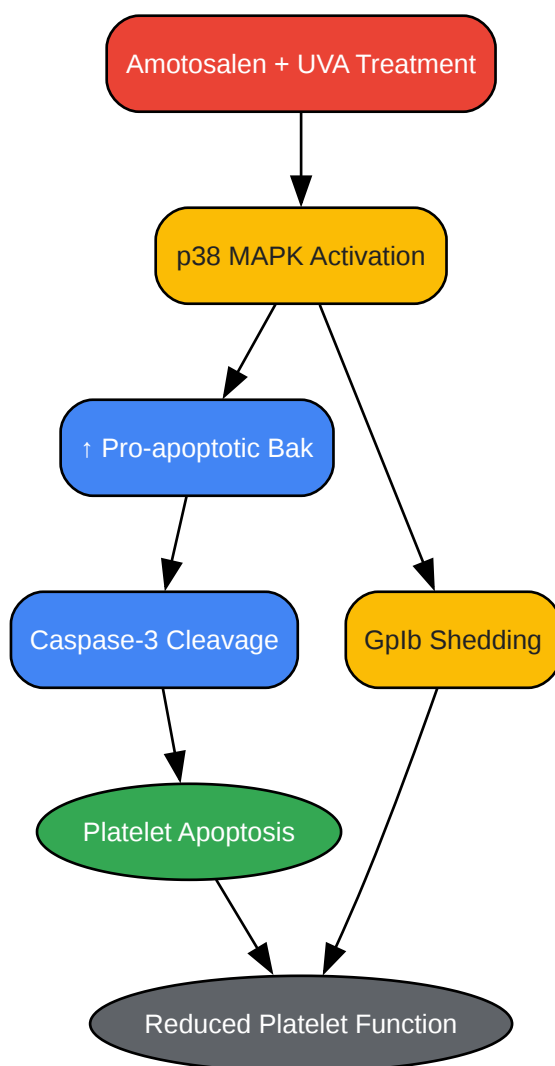 Amotosalen + UVA Treatment
p38 MAPK Activation
↑ Pro-apoptotic Bak
Caspase-3 Cleavage
GpIb Shedding
Platelet Apoptosis
Reduced Platelet Function